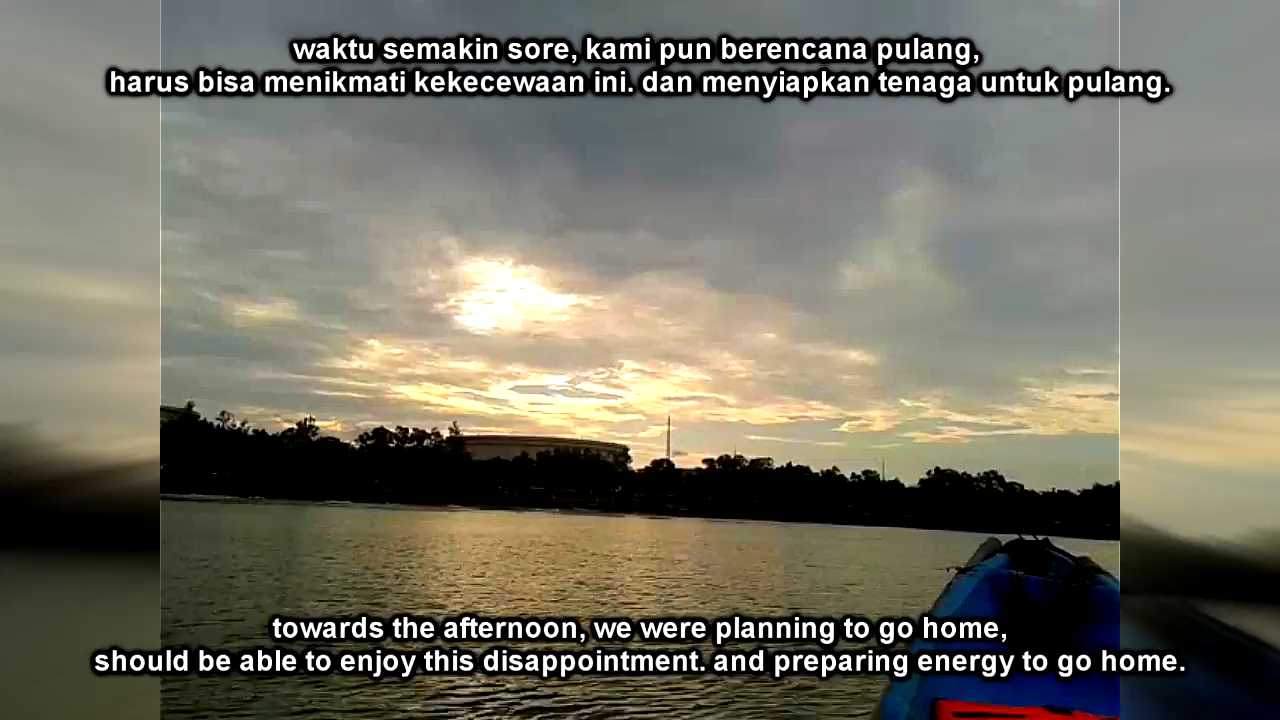 waktu semakin sore, kami pun berencana pulang,
harus bisa menikmati kekecewaan ini. dan menyiapkan tenaga untuk pulang.
towards the afternoon, we were planning to go home,
should be able to enjoy this disappointment. and preparing energy to go home.